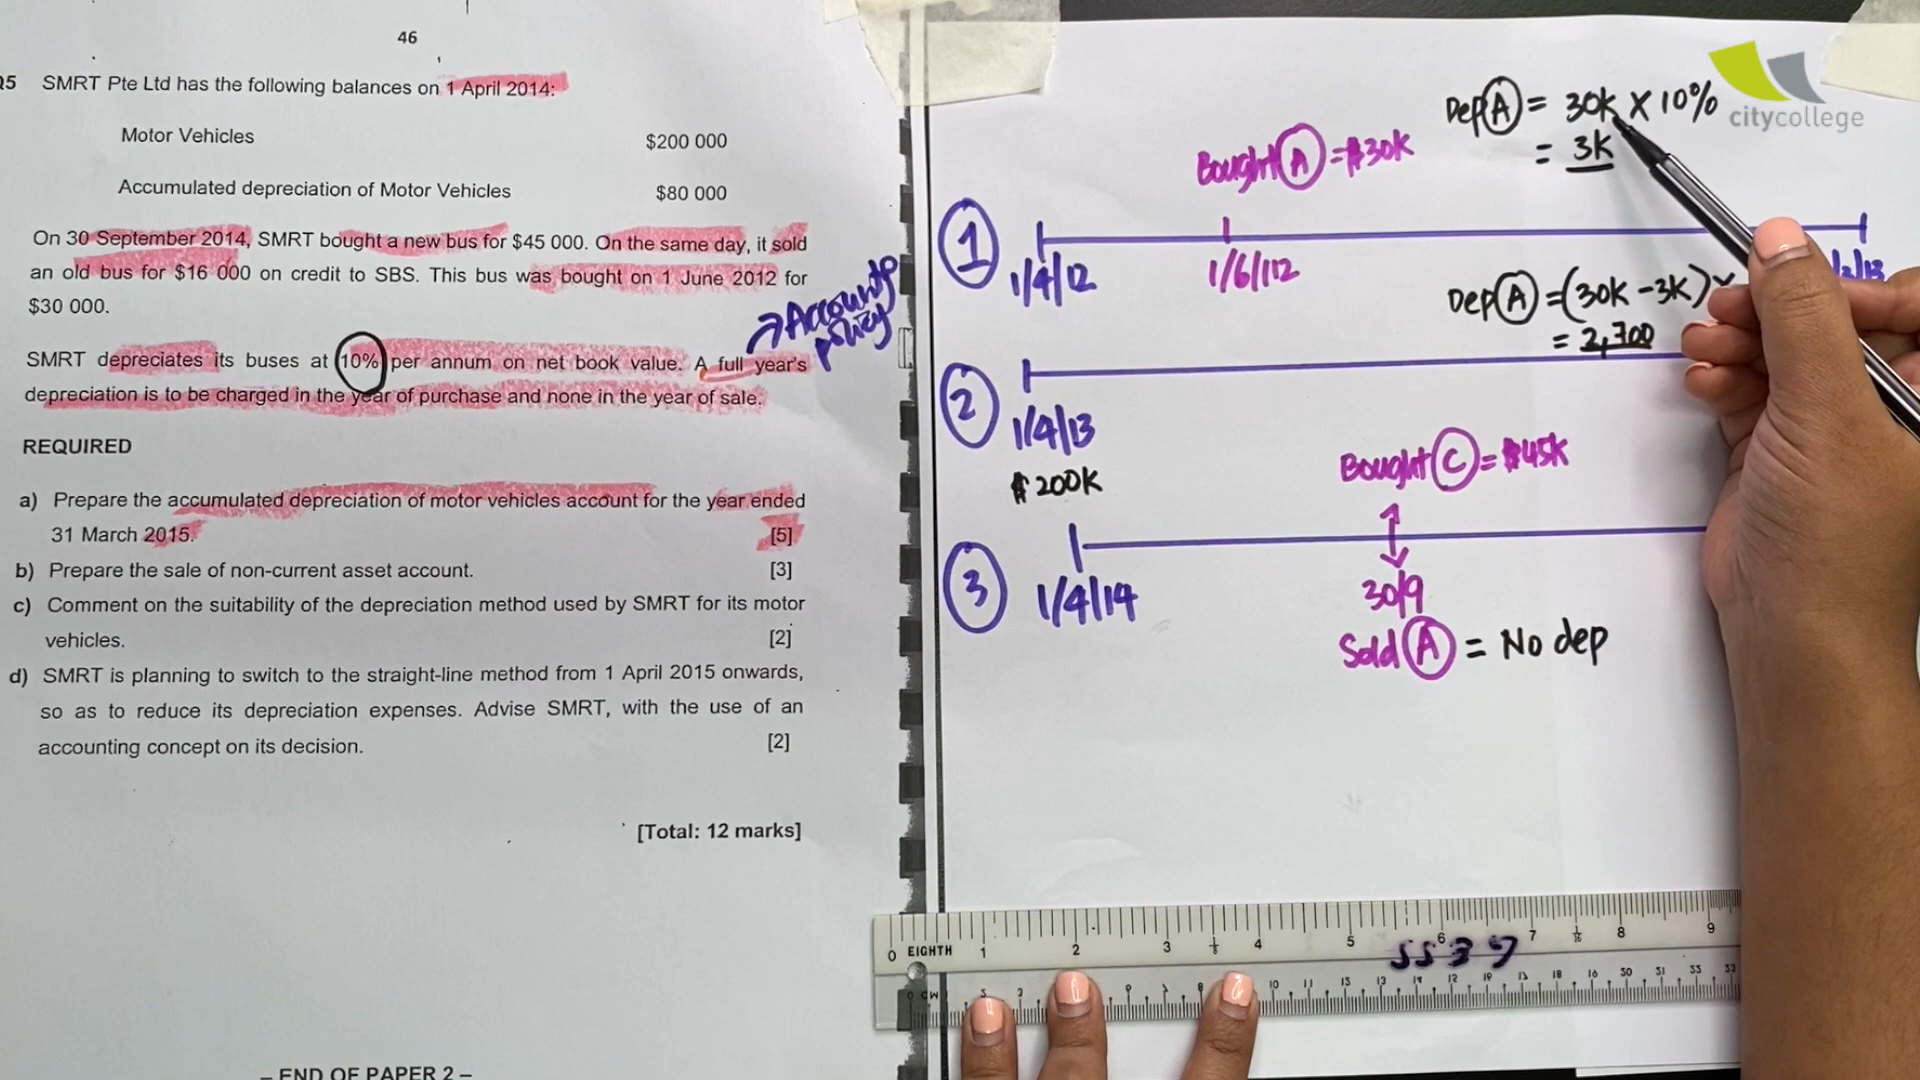 46
Q5 SMRT Pte Ltd has the following balances on 1 April 2014:
Motor Vehicles $200 000
Accumulated depreciation of Motor Vehicles $80 000
On 30 September 2014, SMRT bought a new bus for $45 000. On the same day, it sold
an old bus for $16 000 on credit to SBS. This bus was bought on 1 June 2012 for
$30 000.
SMRT depreciates its buses at 10% per annum on net book value. A full year's
depreciation is to be charged in the year of purchase and none in the year of sale.
REQUIRED
a) Prepare the accumulated depreciation of motor vehicles account for the year ended
31 March 2015. [5]
b) Prepare the sale of non-current asset account. [3]
c) Comment on the suitability of the depreciation method used by SMRT for its motor
vehicles. [2]
d) SMRT is planning to switch to the straight-line method from 1 April 2015 onwards,
so as to reduce its depreciation expenses. Advise SMRT, with the use of an
accounting concept on its decision. [2]
[Total: 12 marks]
– END OF PAPER 2 –
policy
citycollege
Dep A = 30k x 10%
= 3k
Bought A = $30k
1
1/4/12
1/6/112
Dep A = (30k - 3k)
= 2,700
2
1/4/13
$200k
Bought C = $45k
3
1/4/14
30/9
Sold A = No dep
0 EIGHTH 1 2 3 4 5 6 7 8 9